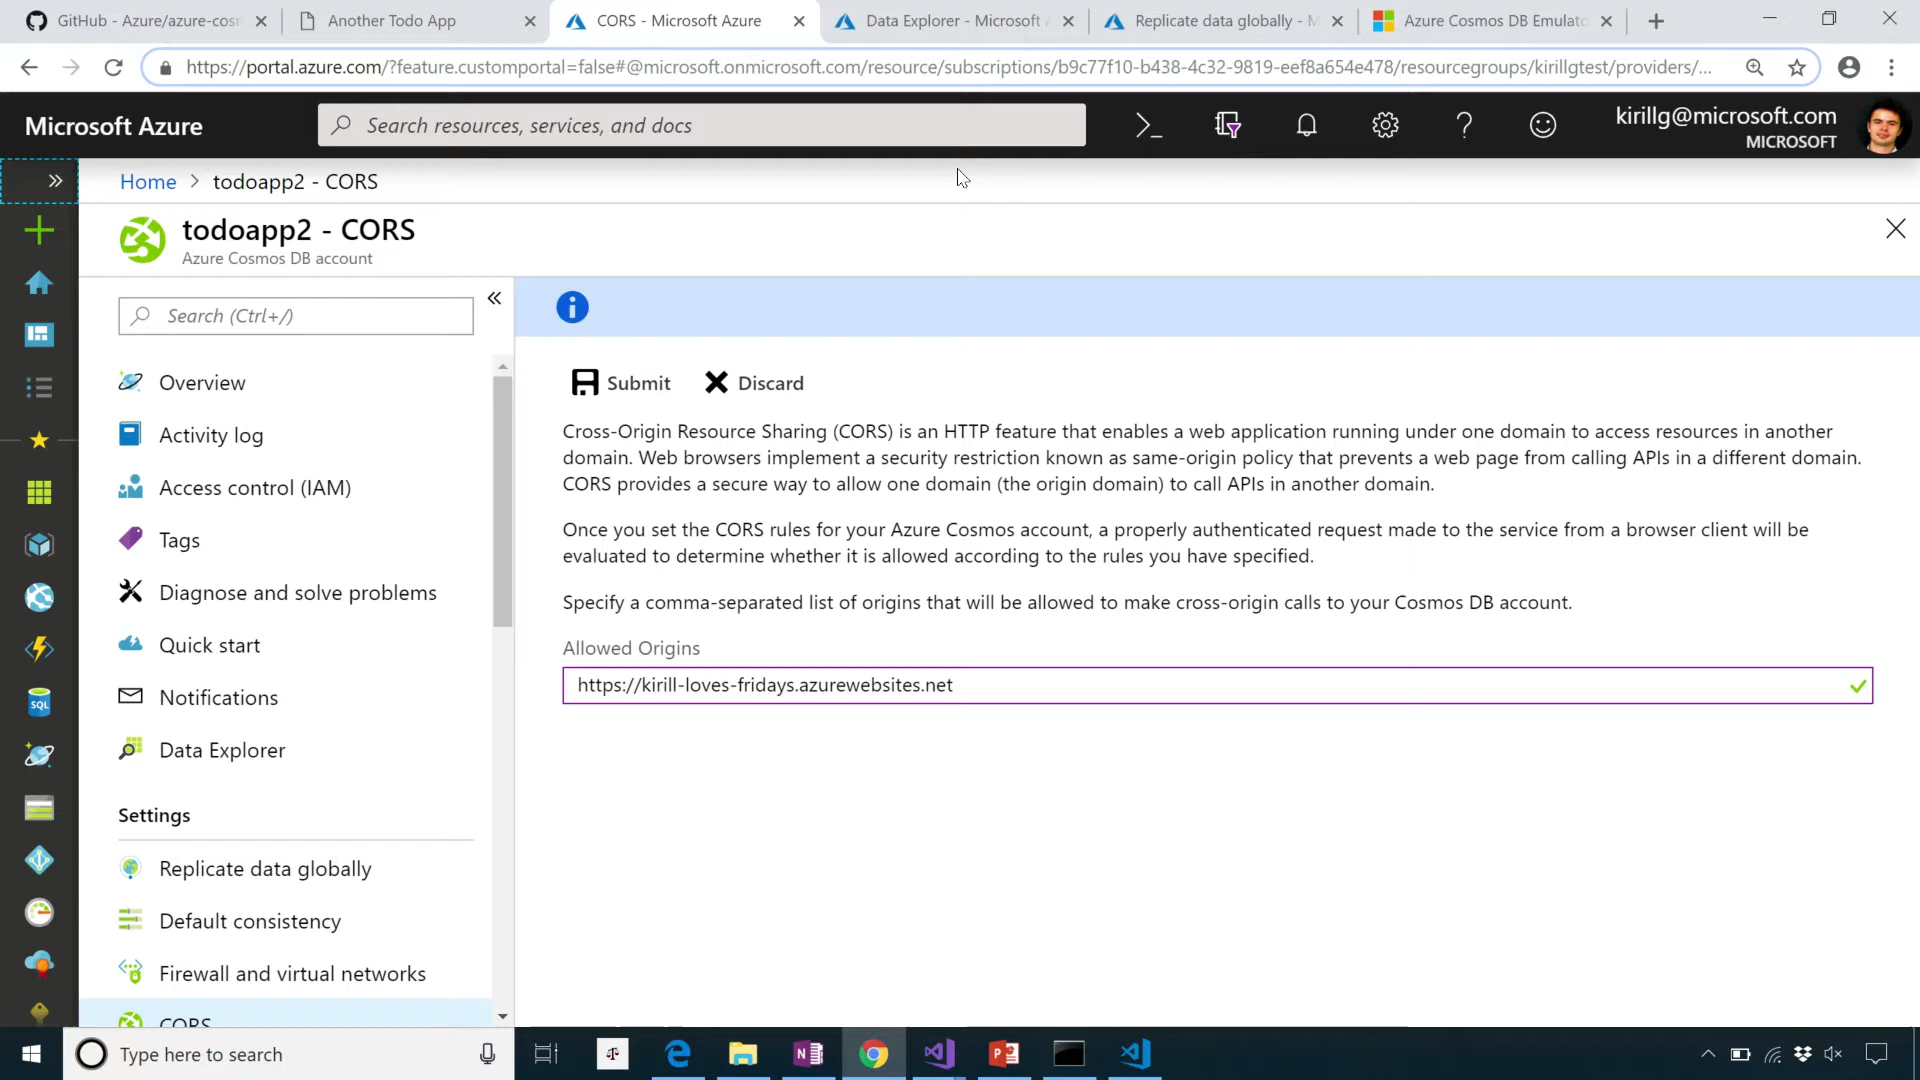 GitHub - Azure/azure-cosm
Another Todo App
CORS - Microsoft Azure
Data Explorer - Microsoft A
Replicate data globally - M
Azure Cosmos DB Emulato
https://portal.azure.com/?feature.customportal=false#@microsoft.onmicrosoft.com/resource/subscriptions/b9c77f10-b438-4c32-9819-eef8a654e478/resourcegroups/kirillgtest/providers/...
Microsoft Azure
Search resources, services, and docs
kirillg@microsoft.com
MICROSOFT
Home > todoapp2 - CORS
todoapp2 - CORS
Azure Cosmos DB account
Search (Ctrl+/)
Overview
Activity log
Access control (IAM)
Tags
Diagnose and solve problems
Quick start
Notifications
Data Explorer
Settings
Replicate data globally
Default consistency
Firewall and virtual networks
CORS
Submit
Discard
Cross-Origin Resource Sharing (CORS) is an HTTP feature that enables a web application running under one domain to access resources in another
domain. Web browsers implement a security restriction known as same-origin policy that prevents a web page from calling APIs in a different domain.
CORS provides a secure way to allow one domain (the origin domain) to call APIs in another domain.
Once you set the CORS rules for your Azure Cosmos account, a properly authenticated request made to the service from a browser client will be
evaluated to determine whether it is allowed according to the rules you have specified.
Specify a comma-separated list of origins that will be allowed to make cross-origin calls to your Cosmos DB account.
Allowed Origins
https://kirill-loves-fridays.azurewebsites.net
SQL
Type here to search